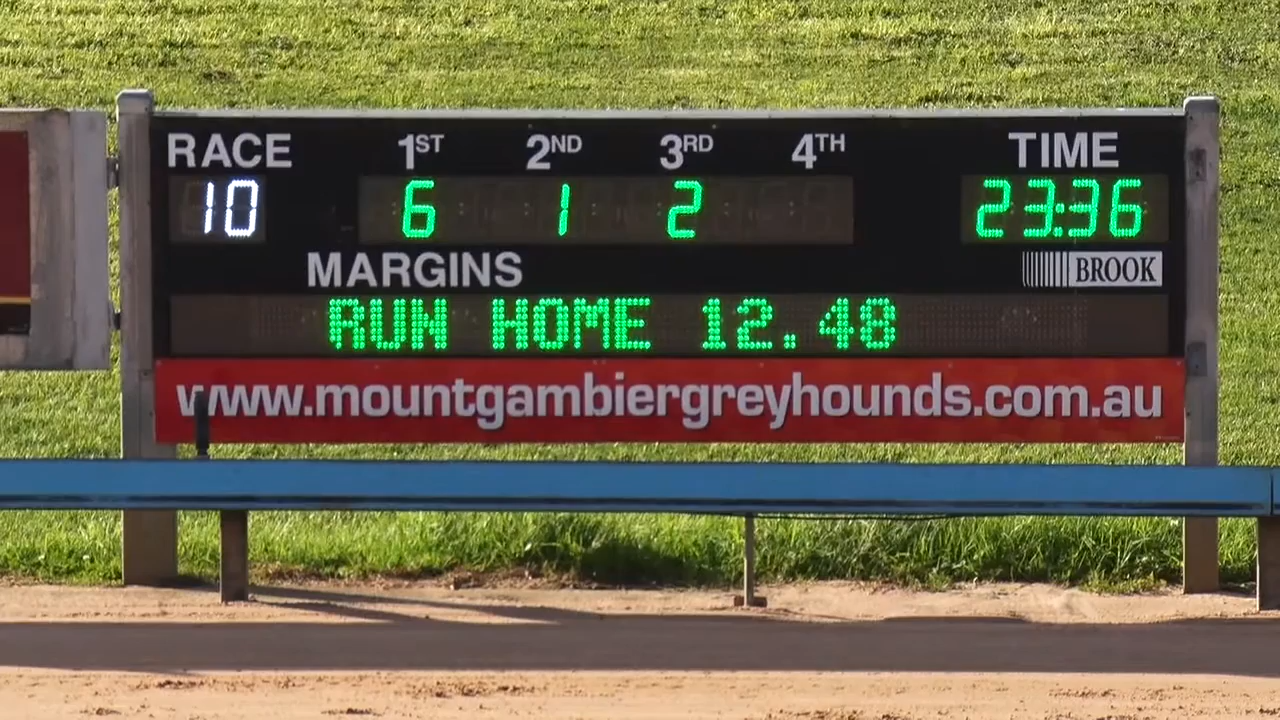 RACE 1ST 2ND 3RD 4TH TIME
10 6 1 2 23:36
MARGINS BROOK
RUN HOME 12.48
www.mountgambiergreyhounds.com.au